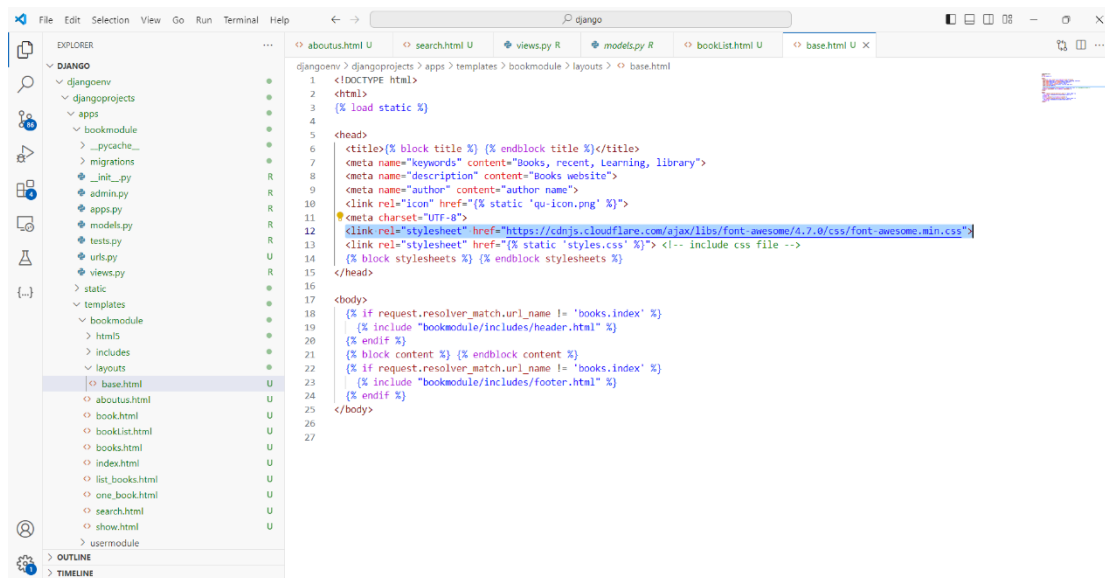 File Edit Selection View Go Run Terminal Help
django
EXPLORER
DJANGO
djangoenv
djangoprojects
apps
bookmodule
__pycache__
migrations
__init__.py R
admin.py R
apps.py R
models.py R
tests.py R
urls.py U
views.py R
static
templates
bookmodule
html5
includes
layouts
base.html U
aboutus.html U
book.html U
bookList.html U
books.html U
index.html U
list_books.html U
one_book.html U
search.html U
show.html U
usermodule
OUTLINE
TIMELINE
86
4
1
aboutus.html U
search.html U
views.py R
models.py R
bookList.html U
base.html U
djangoenv > djangoprojects > apps > templates > bookmodule > layouts > base.html
1 <!DOCTYPE html>
2 <html>
3 {% load static %}
4
5 <head>
6 <title>{% block title %} {% endblock title %}</title>
7 <meta name="keywords" content="Books, recent, Learning, library">
8 <meta name="description" content="Books website">
9 <meta name="author" content="author name">
10 <link rel="icon" href="{% static 'qu-icon.png' %}">
11 <meta charset="UTF-8">
12 <link rel="stylesheet" href="https://cdnjs.cloudflare.com/ajax/libs/font-awesome/4.7.0/css/font-awesome.min.css">
13 <link rel="stylesheet" href="{% static 'styles.css' %}"> <!-- include css file -->
14 {% block stylesheets %} {% endblock stylesheets %}
15 </head>
16
17 <body>
18 {% if request.resolver_match.url_name != 'books.index' %}
19 {% include "bookmodule/includes/header.html" %}
20 {% endif %}
21 {% block content %} {% endblock content %}
22 {% if request.resolver_match.url_name != 'books.index' %}
23 {% include "bookmodule/includes/footer.html" %}
24 {% endif %}
25 </body>
26
27